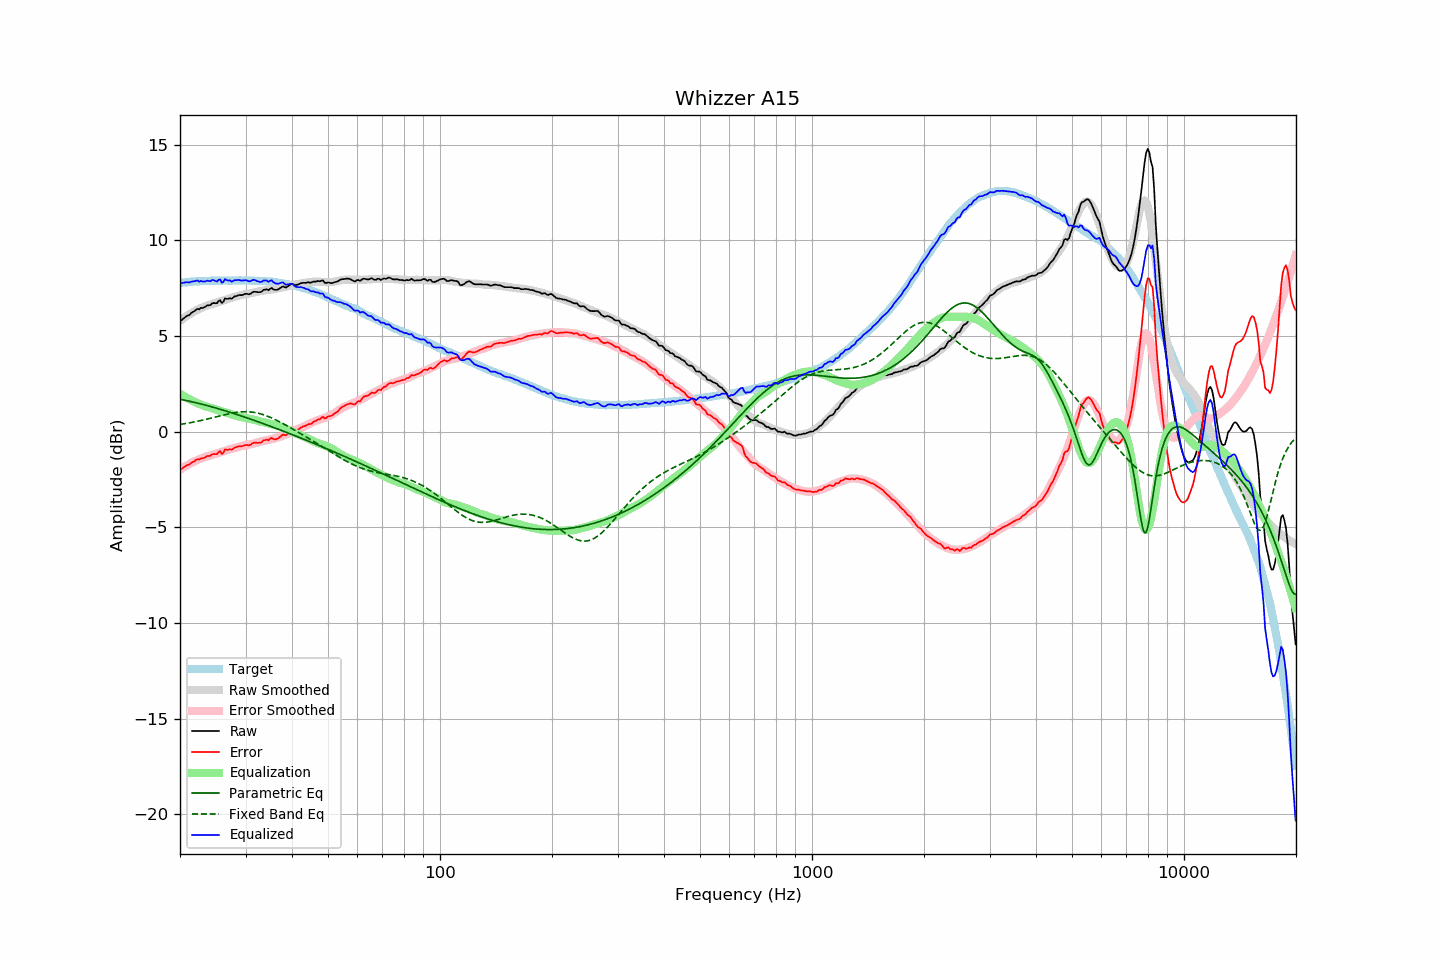 Whizzer A15
Amplitude (dBr)
15
10
5
0
−5
−10
−15
−20
Target
Raw Smoothed
Error Smoothed
Raw
Error
Equalization
Parametric Eq
Fixed Band Eq
Equalized
100
1000
10000
Frequency (Hz)